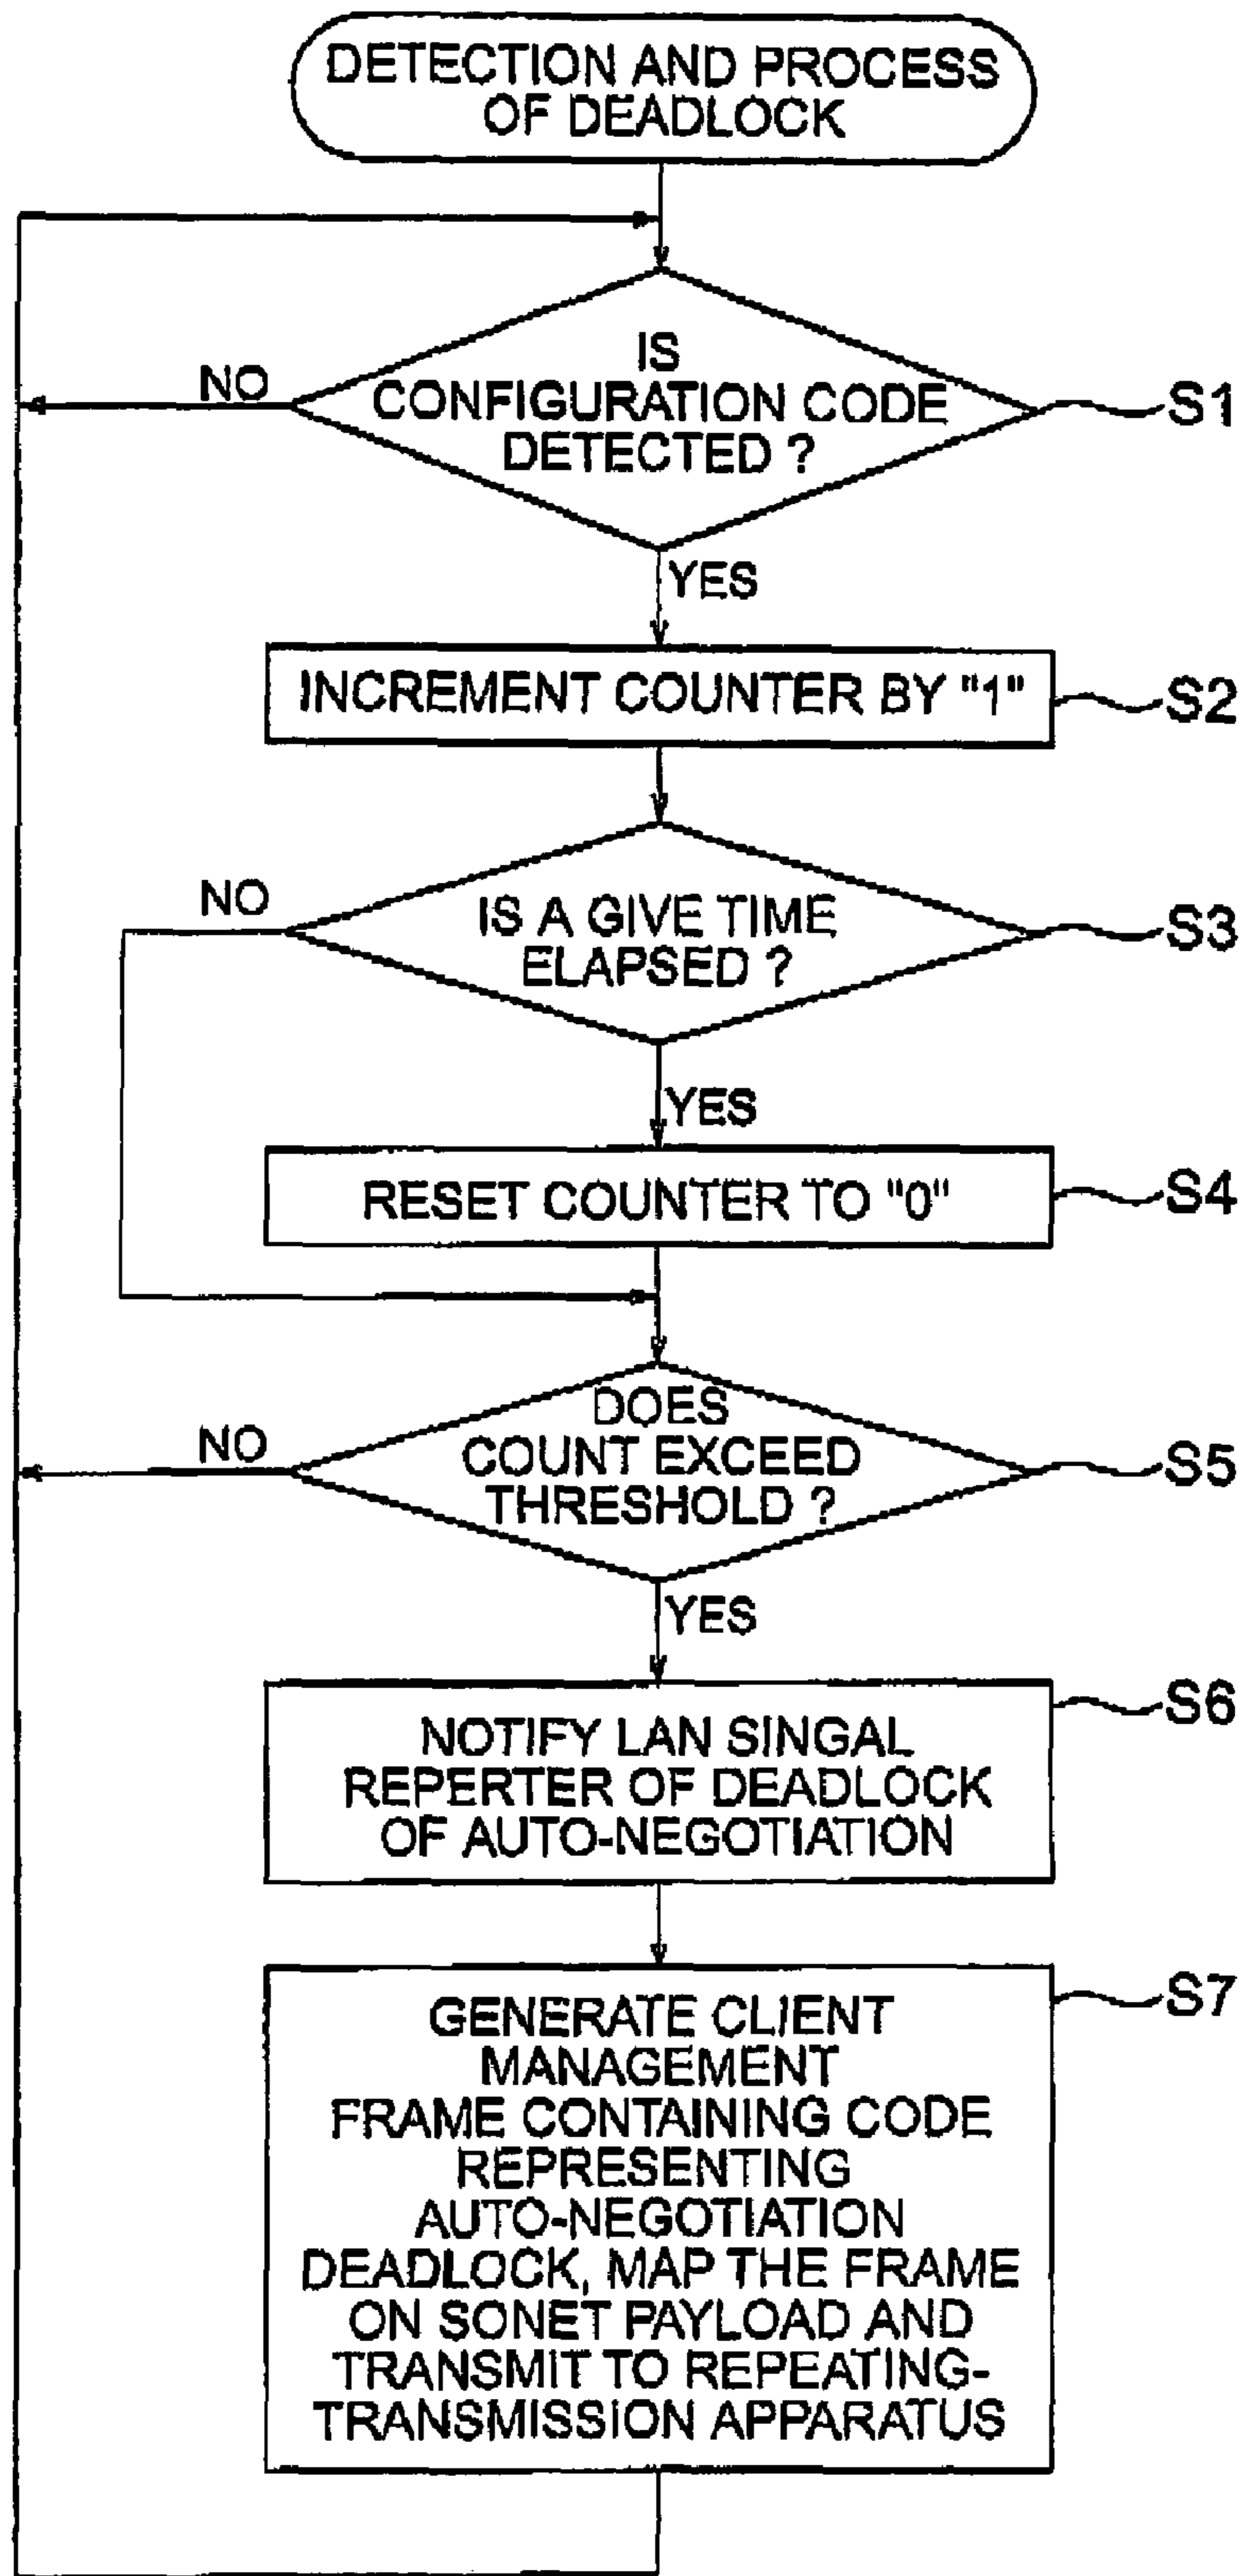 DETECTION AND PROCESS
OF DEADLOCK
IS
CONFIGURATION CODE
DETECTED ?
NO
S1
YES
INCREMENT COUNTER BY "1"
S2
IS A GIVE TIME
ELAPSED ?
NO
S3
YES
RESET COUNTER TO "0"
S4
DOES
COUNT EXCEED
THRESHOLD ?
NO
S5
YES
NOTIFY LAN SINGAL
REPERTER OF DEADLOCK
OF AUTO-NEGOTIATION
S6
GENERATE CLIENT
MANAGEMENT
FRAME CONTAINING CODE
REPRESENTING
AUTO-NEGOTIATION
DEADLOCK, MAP THE FRAME
ON SONET PAYLOAD AND
TRANSMIT TO REPEATING-
TRANSMISSION APPARATUS
S7